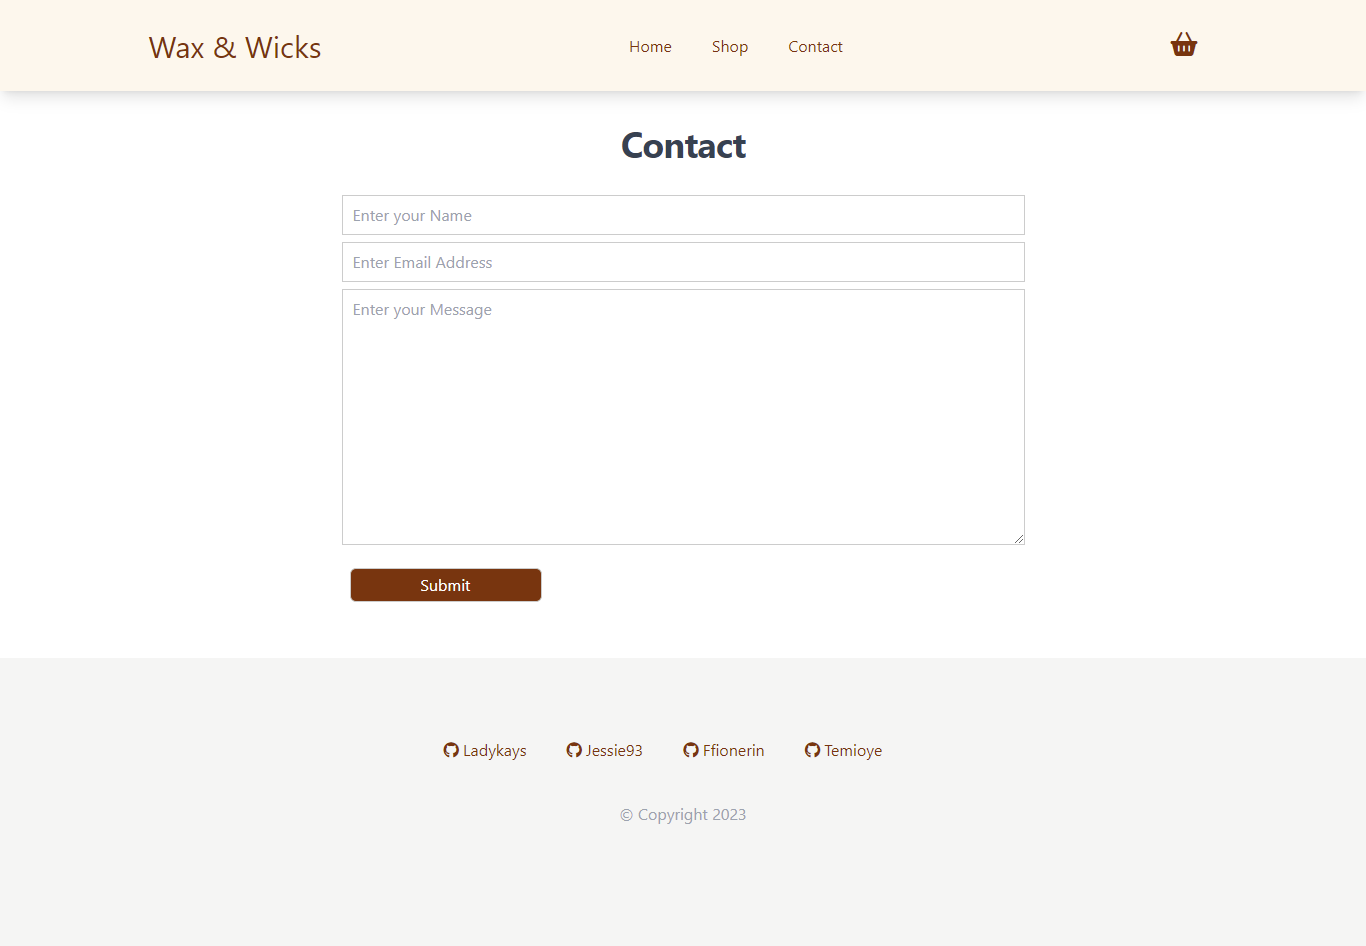 Wax & Wicks
Home Shop Contact
Contact
Enter your Name
Enter Email Address
Enter your Message
Submit
Ladykays Jessie93 Ffionerin Temioye
© Copyright 2023